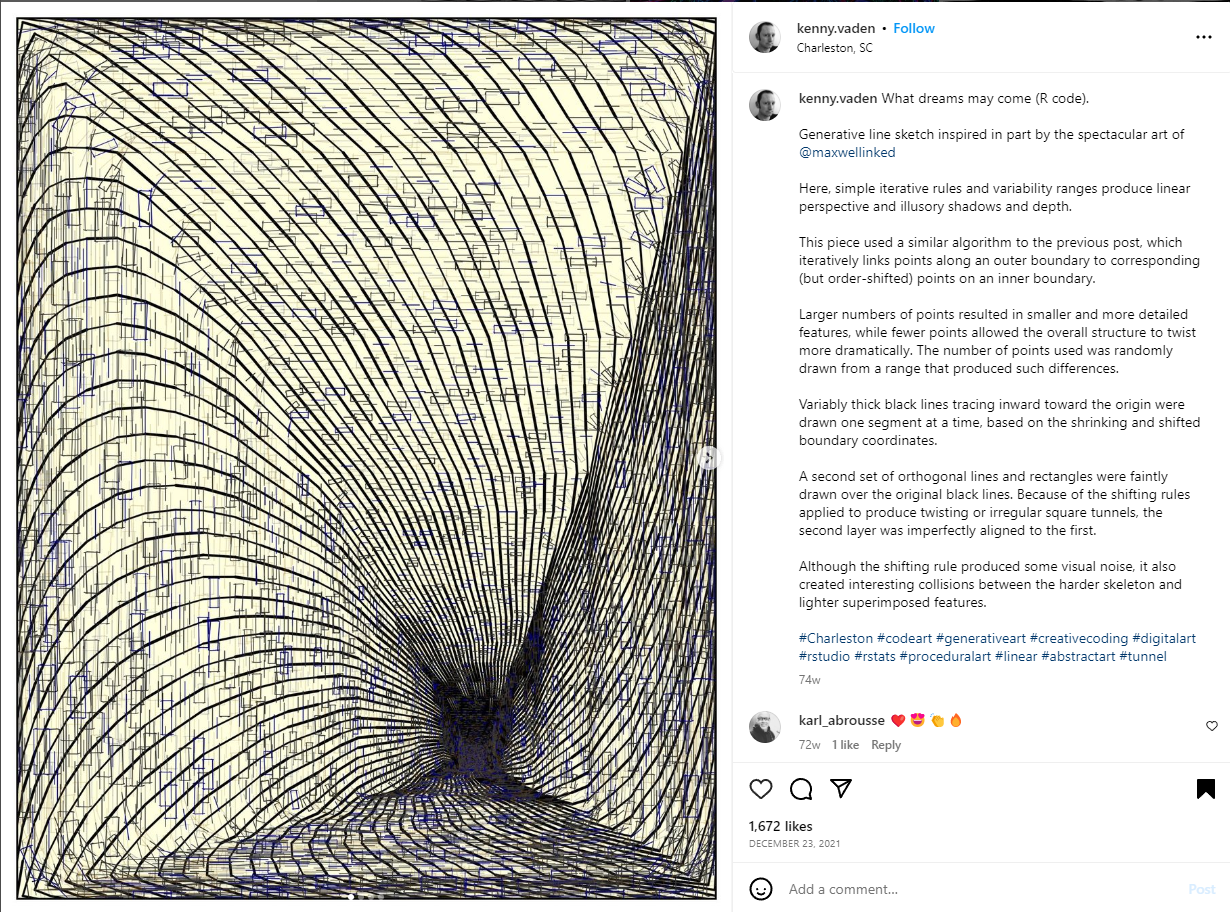 kenny.vaden • Follow
Charleston, SC
kenny.vaden What dreams may come (R code).
Generative line sketch inspired in part by the spectacular art of
@maxwellinked
Here, simple iterative rules and variability ranges produce linear
perspective and illusory shadows and depth.
This piece used a similar algorithm to the previous post, which
iteratively links points along an outer boundary to corresponding
(but order-shifted) points on an inner boundary.
Larger numbers of points resulted in smaller and more detailed
features, while fewer points allowed the overall structure to twist
more dramatically. The number of points used was randomly
drawn from a range that produced such differences.
Variably thick black lines tracing inward toward the origin were
drawn one segment at a time, based on the shrinking and shifted
boundary coordinates.
A second set of orthogonal lines and rectangles were faintly
drawn over the original black lines. Because of the shifting rules
applied to produce twisting or irregular square tunnels, the
second layer was imperfectly aligned to the first.
Although the shifting rule produced some visual noise, it also
created interesting collisions between the harder skeleton and
lighter superimposed features.
#Charleston #codeart #generativeart #creativecoding #digitalart
#rstudio #rstats #proceduralart #linear #abstractart #tunnel
74w
karl_abrousse ❤️ 😍 👏 🔥
72w 1 like Reply
1,672 likes
DECEMBER 23, 2021
Add a comment... Post